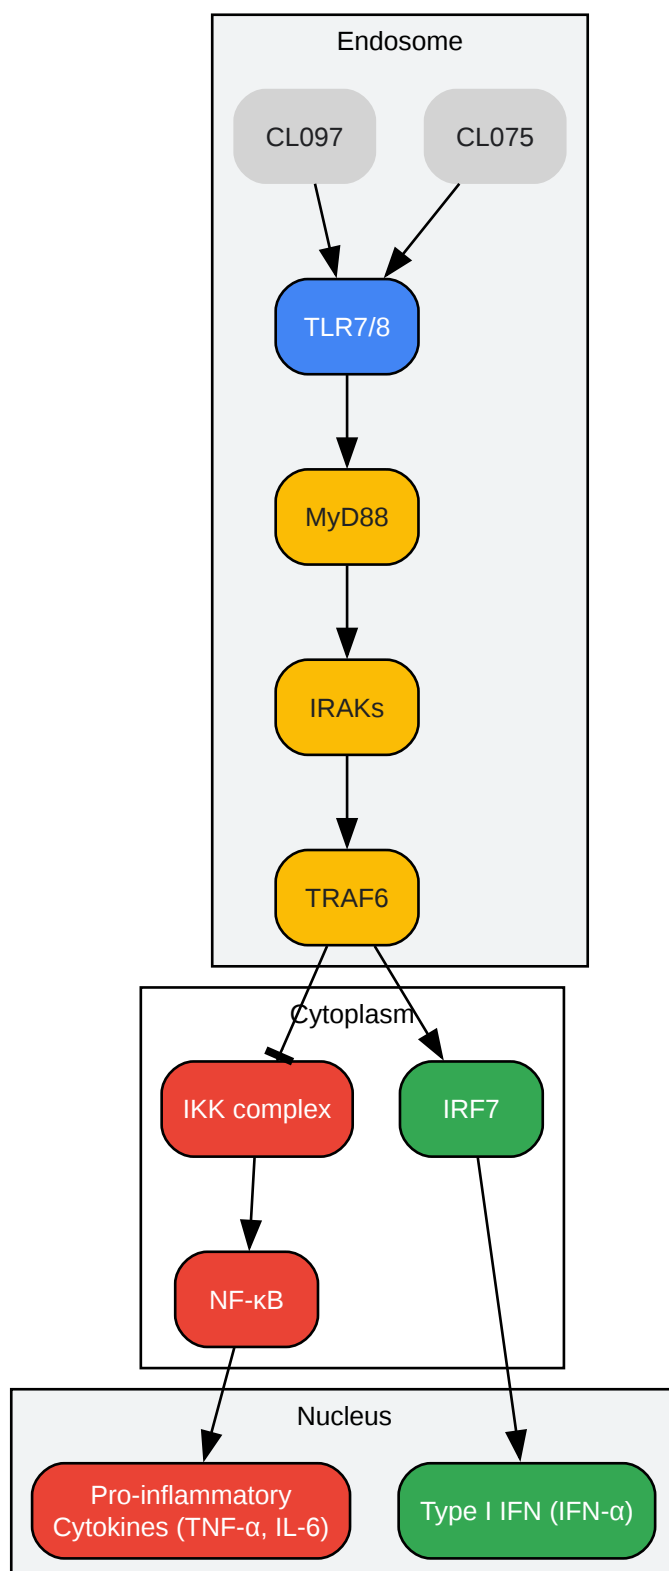 Endosome
CL097
CL075
TLR7/8
MyD88
IRAKs
TRAF6
Cytoplasm
IKK complex
IRF7
NF-κB
Nucleus
Pro-inflammatory
Cytokines (TNF-α, IL-6)
Type I IFN (IFN-α)